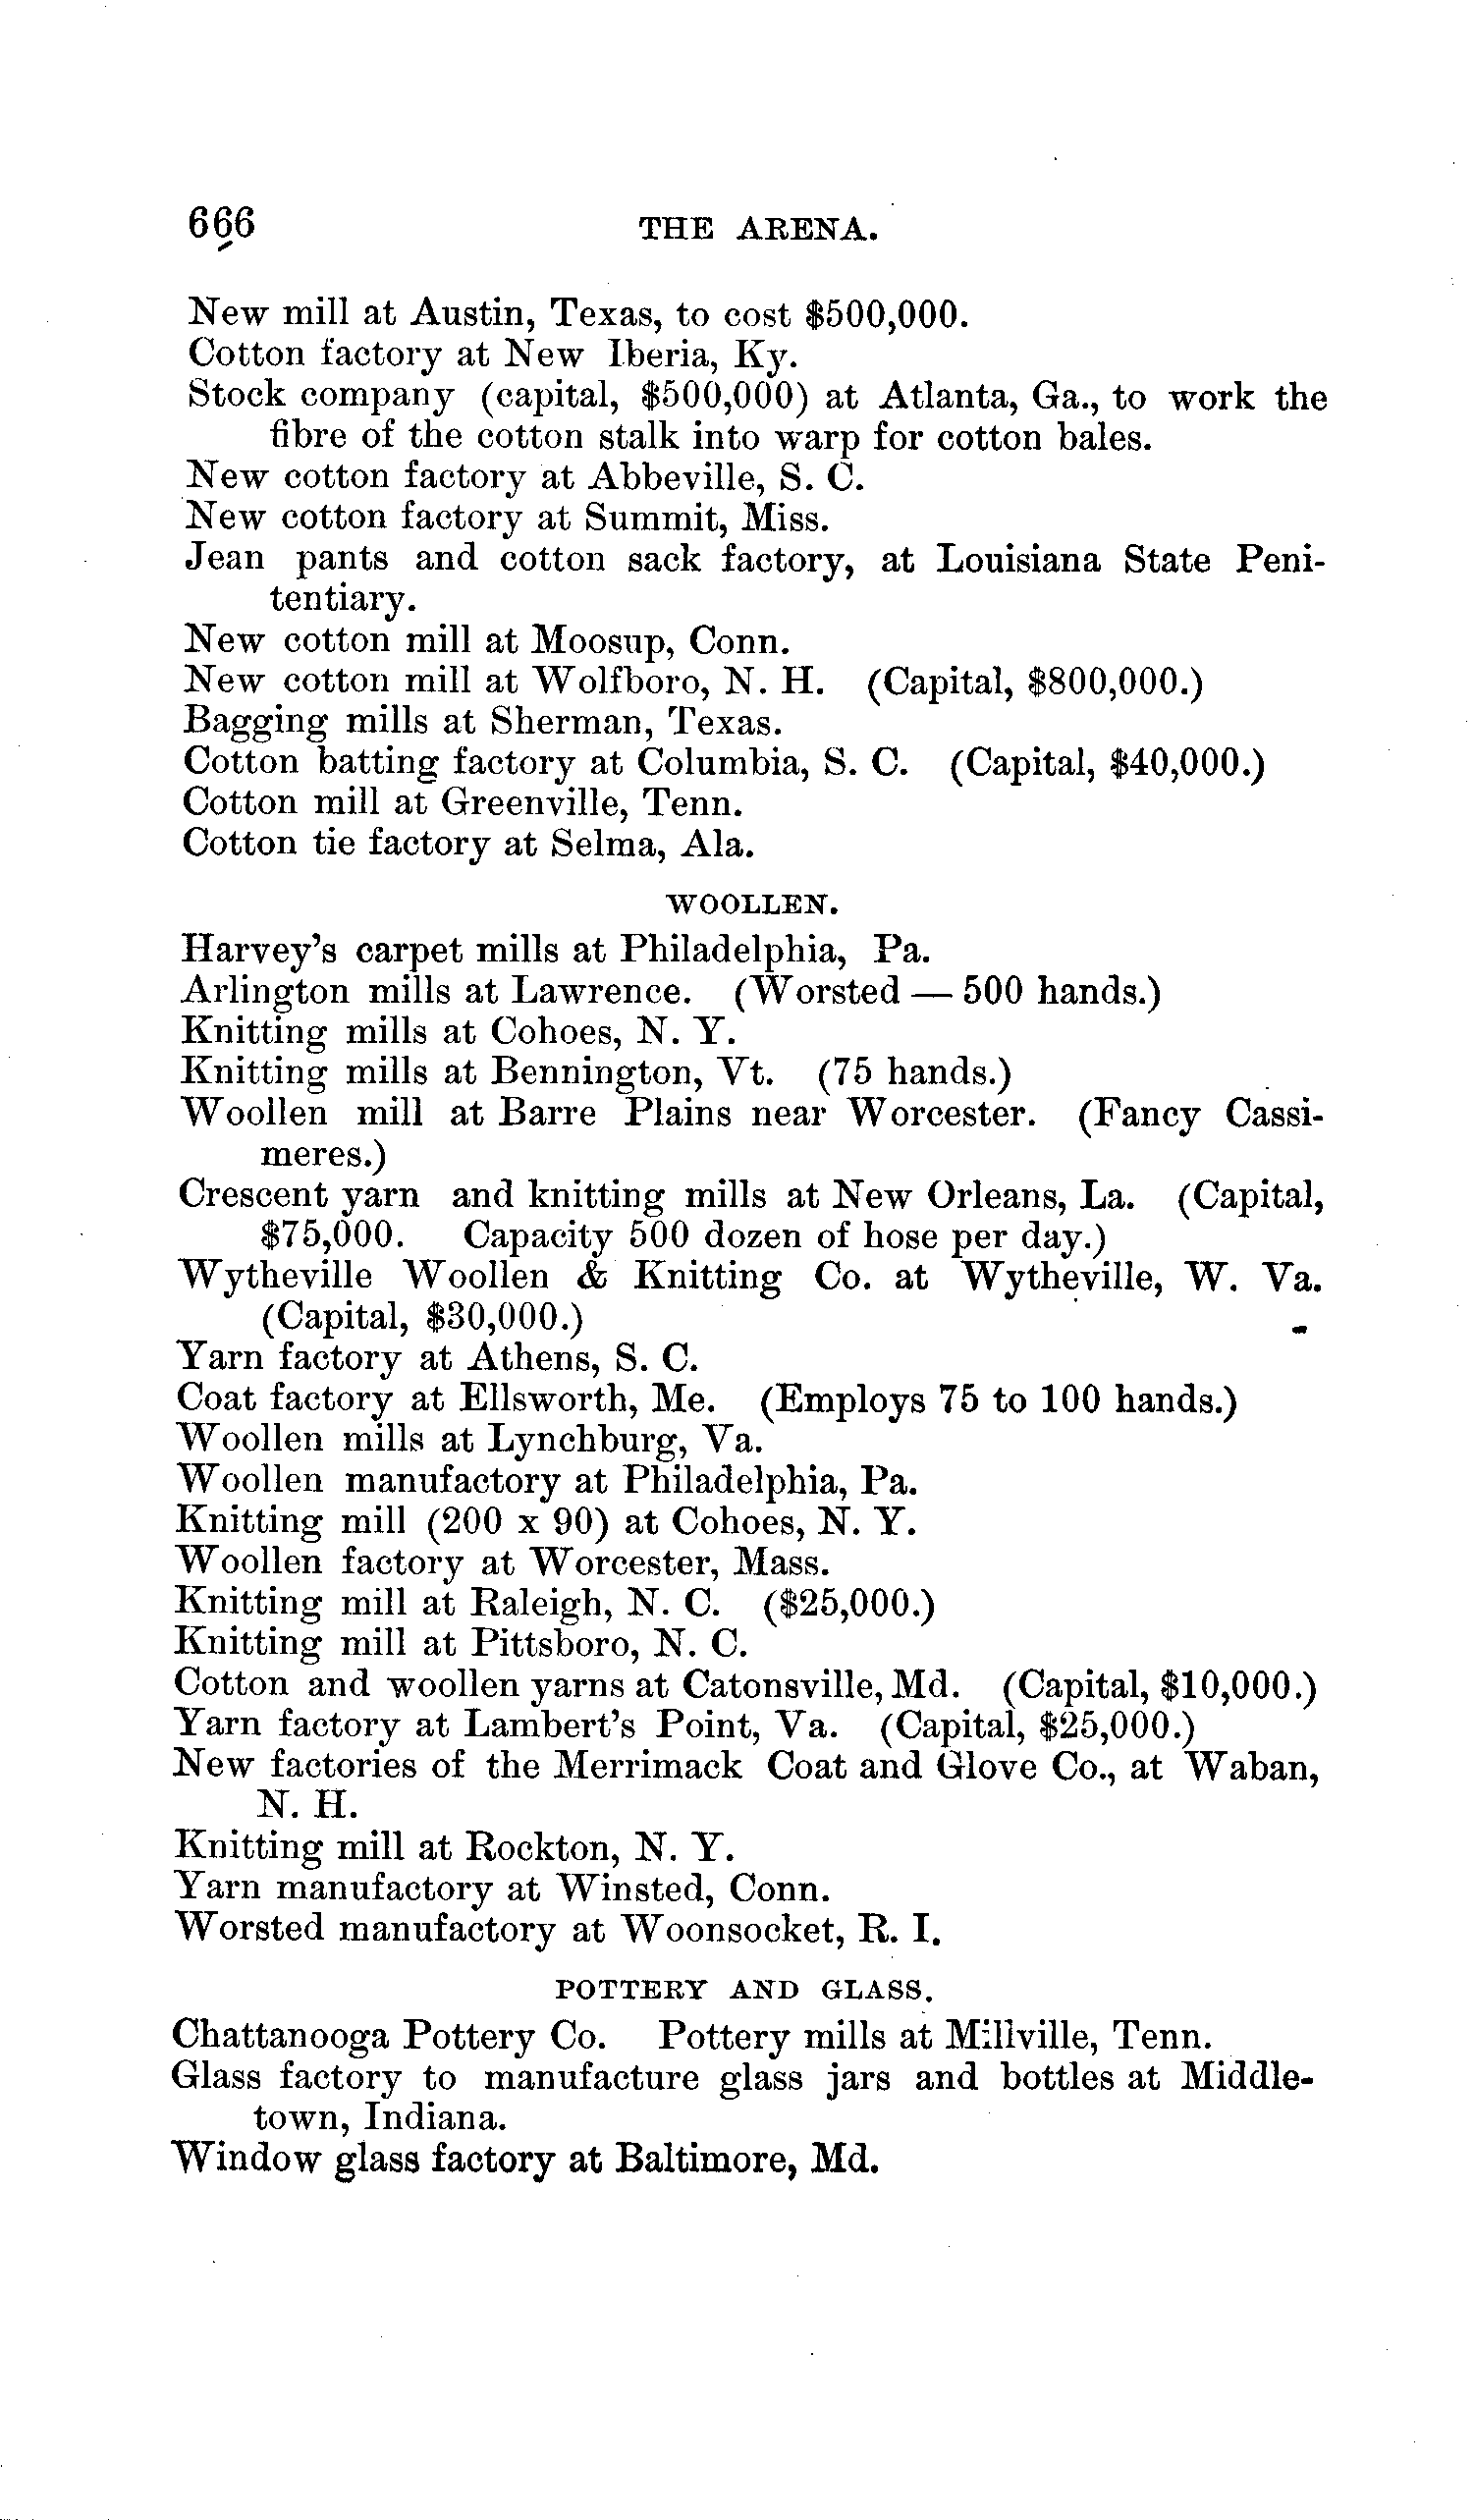 666 THE ARENA.
New mill at Austin, Texas, to cost $500,000.
Cotton factory at New Iberia, Ky.
Stock company (capital, $500,000) at Atlanta, Ga., to work the
fibre of the cotton stalk into warp for cotton bales.
New cotton factory at Abbeville, S. C.
New cotton factory at Summit, Miss.
Jean pants and cotton sack factory, at Louisiana State Peni-
tentiary.
New cotton mill at Moosup, Conn.
New cotton mill at Wolfboro, N. H. (Capital, $800,000.)
Bagging mills at Sherman, Texas.
Cotton batting factory at Columbia, S. C. (Capital, $40,000.)
Cotton mill at Greenville, Tenn.
Cotton tie factory at Selma, Ala.
WOOLLEN.
Harvey's carpet mills at Philadelphia, Pa.
Arlington mills at Lawrence. (Worsted — 500 hands.)
Knitting mills at Cohoes, N. Y.
Knitting mills at Bennington, Vt. (75 hands.)
Woollen mill at Barre Plains near Worcester. (Fancy Cassi-
meres.)
Crescent yarn and knitting mills at New Orleans, La. (Capital,
$75,000. Capacity 500 dozen of hose per day.)
Wytheville Woollen & Knitting Co. at Wytheville, W. Va.
(Capital, $30,000.)
Yarn factory at Athens, S. C.
Coat factory at Ellsworth, Me. (Employs 75 to 100 hands.)
Woollen mills at Lynchburg, Va.
Woollen manufactory at Philadelphia, Pa.
Knitting mill (200 x 90) at Cohoes, N. Y.
Woollen factory at Worcester, Mass.
Knitting mill at Raleigh, N. C. ($25,000.)
Knitting mill at Pittsboro, N. C.
Cotton and woollen yarns at Catonsville, Md. (Capital, $10,000.)
Yarn factory at Lambert's Point, Va. (Capital, $25,000.)
New factories of the Merrimack Coat and Glove Co., at Waban,
N. H.
Knitting mill at Rockton, N. Y.
Yarn manufactory at Winsted, Conn.
Worsted manufactory at Woonsocket, R. I.
POTTERY AND GLASS.
Chattanooga Pottery Co. Pottery mills at Millville, Tenn.
Glass factory to manufacture glass jars and bottles at Middle-
town, Indiana.
Window glass factory at Baltimore, Md.